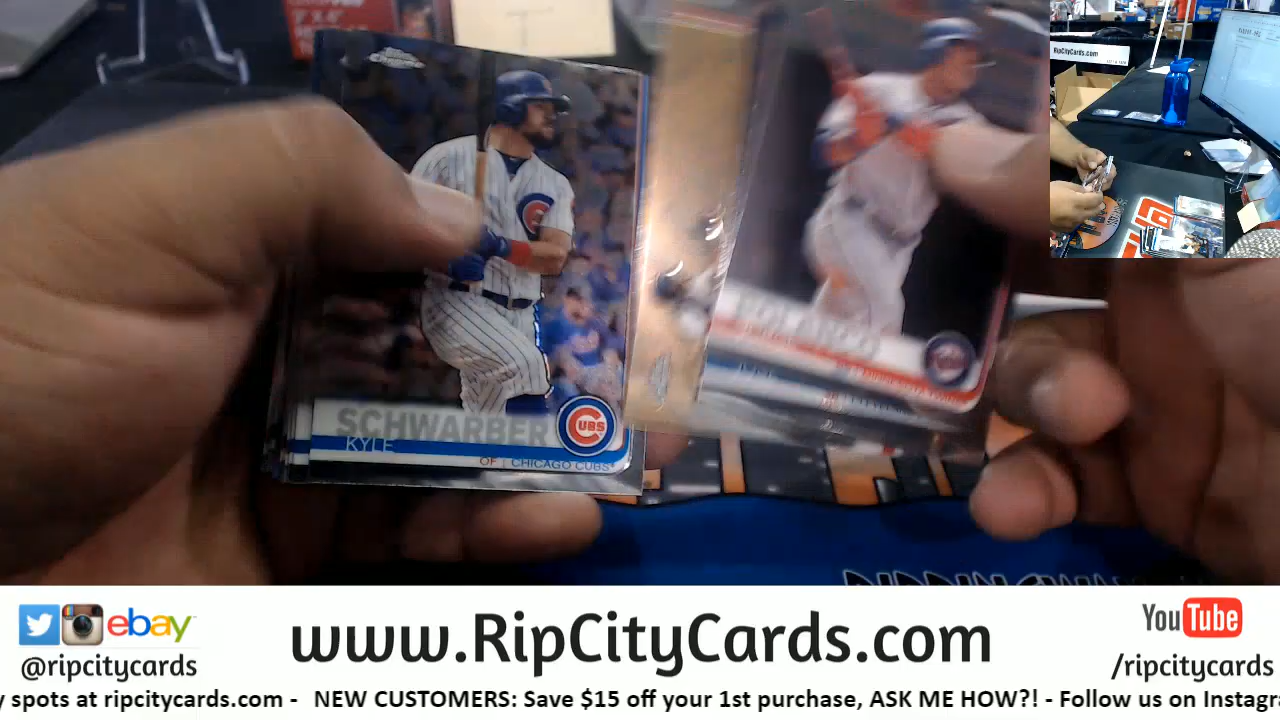 RipCityCards.com
SCHWARBER
KYLE
OF | CHICAGO CUBS
CUBS
POLANCO
ebay
@ripcitycards
www.RipCityCards.com
YouTube
/ripcitycards
y spots at ripcitycards.com - NEW CUSTOMERS: Save $15 off your 1st purchase, ASK ME HOW?! - Follow us on Instagra